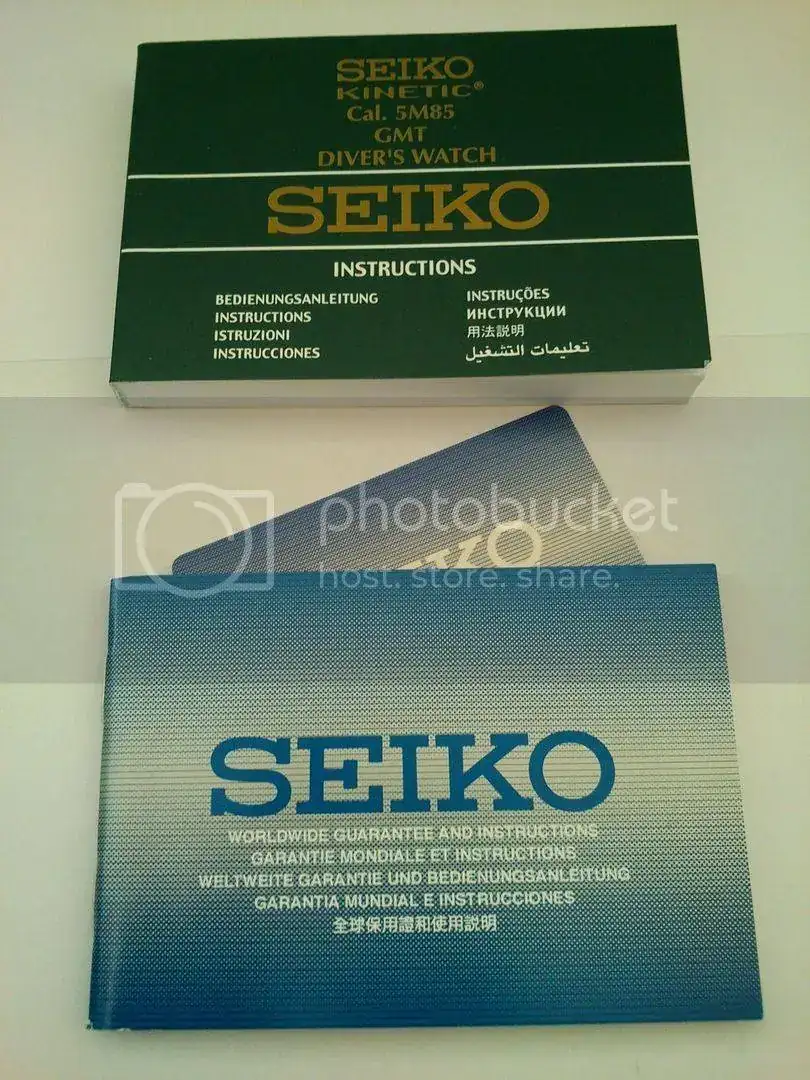 SEIKO
KINETIC®
Cal. 5M85
GMT
DIVER'S WATCH
SEIKO
INSTRUCTIONS
BEDIENUNGSANLEITUNG
INSTRUCTIONS
ISTRUZIONI
INSTRUCCIONES
INSTRUÇÕES
ИНСТРУКЦИИ
用法説明
تعليمات التشغيل
photobucket
host. store. share.
SEIKO
WORLDWIDE GUARANTEE AND INSTRUCTIONS
GARANTIE MONDIALE ET INSTRUCTIONS
WELTWEITE GARANTIE UND BEDIENUNGSANLEITUNG
GARANTIA MUNDIAL E INSTRUCCIONES
全球保用證和使用説明